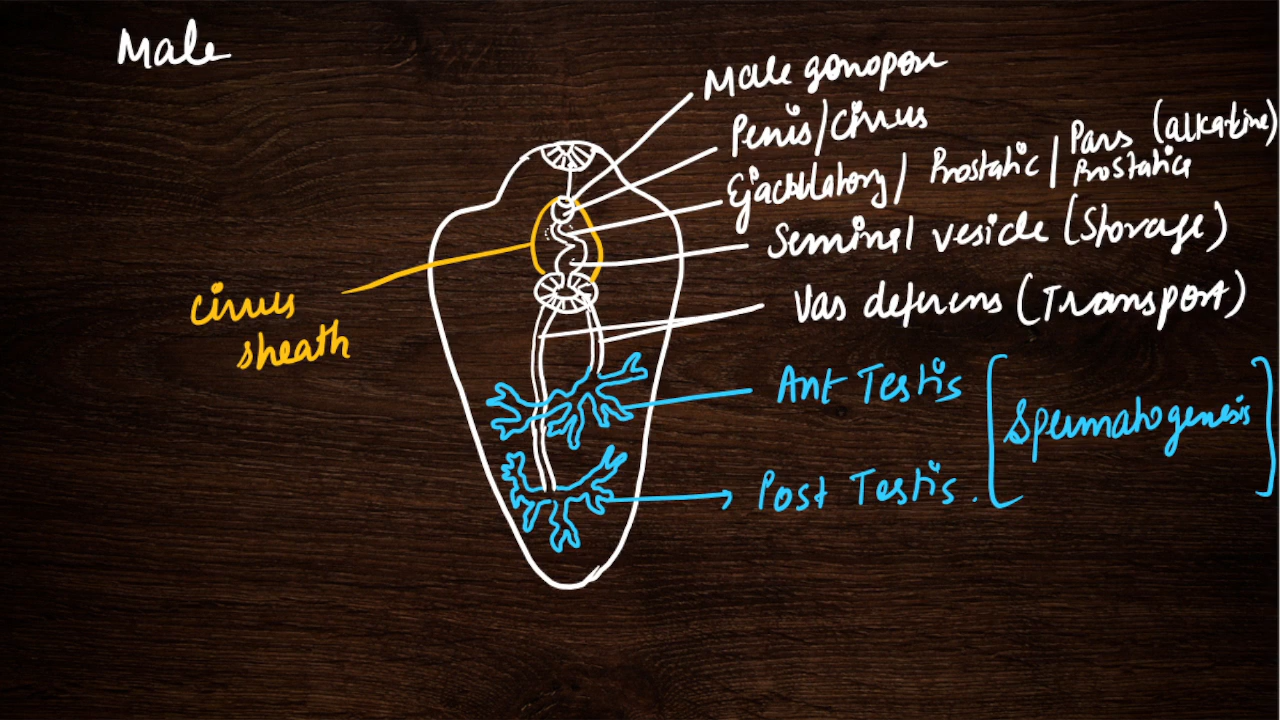 Male
Male gonopore
Penis/Cirrus
Ejaculatory/ Prostatic / Pars (alkaline)
Prostatica
Seminal vesicle (Storage)
Vas deferens (Transport)
Cirrus
sheath
Ant Testis
Spermatogenesis
Post Testis.